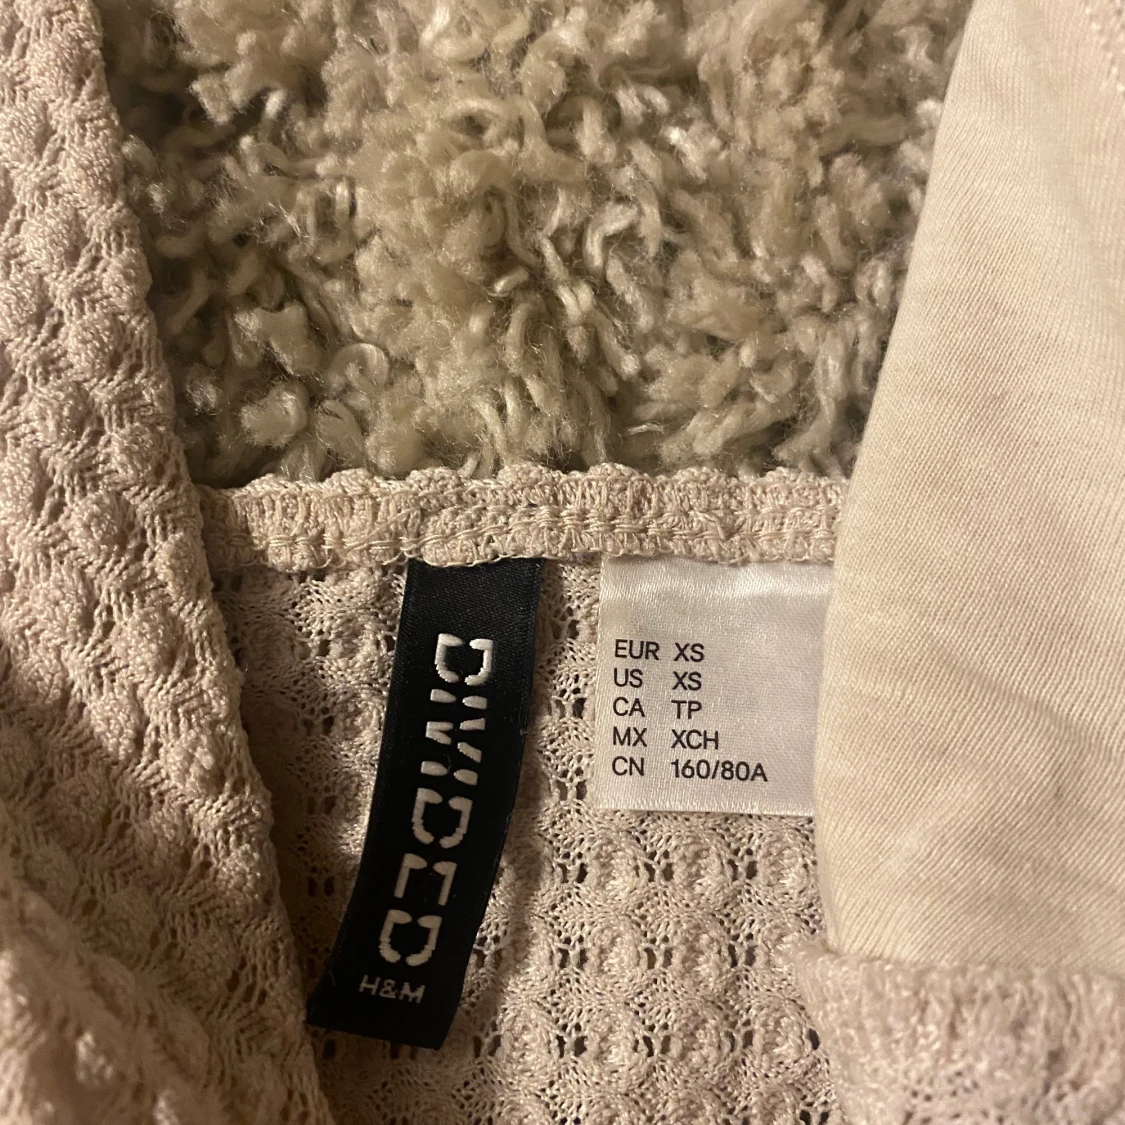 DIVIDED
H&M
EUR XS
US XS
CA TP
MX XCH
CN 160/80A